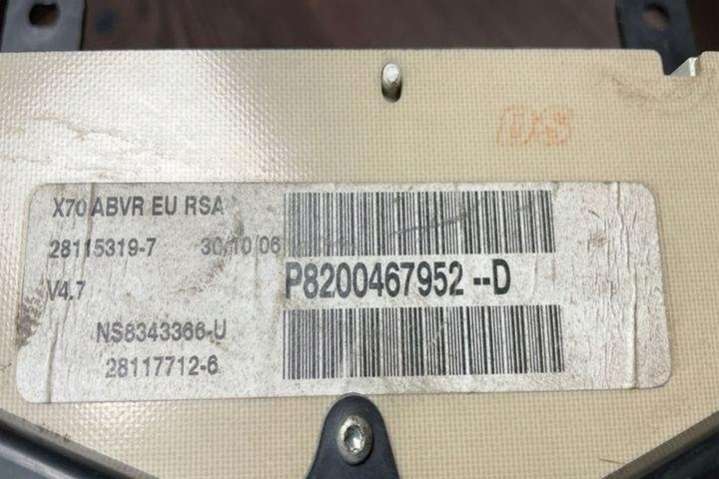 X70 ABVR EU RSA
28115319-7 30/10 06
V4.7
P8200467952 --D
NS8343366-U
28117712-6